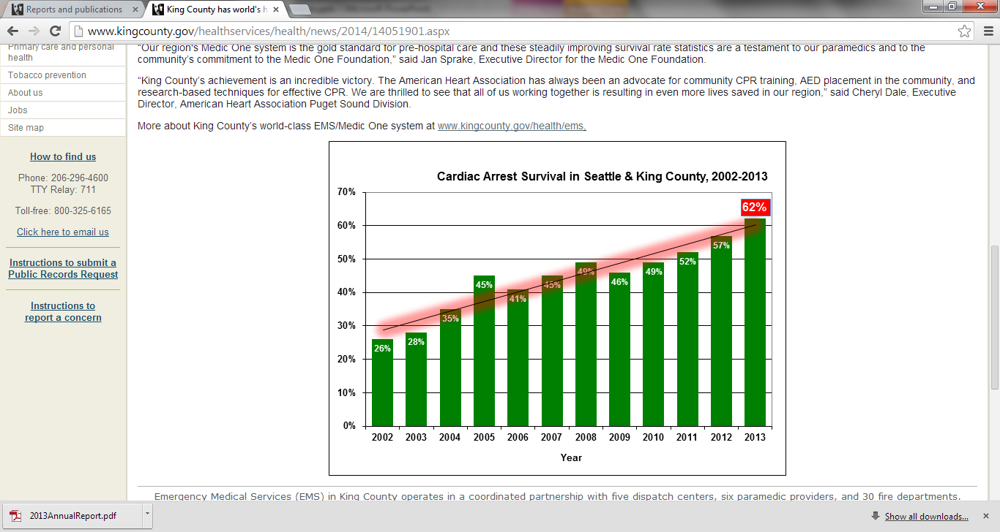 Reports and publications
King County has world's h
www.kingcounty.gov/healthservices/health/news/2014/14051901.aspx
Primary care and personal
health
Tobacco prevention
About us
Jobs
Site map
How to find us
Phone: 206-296-4600
TTY Relay: 711
Toll-free: 800-325-6165
Click here to email us
Instructions to submit a
Public Records Request
Instructions to
report a concern
“Our region's Medic One system is the gold standard for pre-hospital care and these steadily improving survival rate statistics are a testament to our paramedics and to the
community’s commitment to the Medic One Foundation,” said Jan Sprake, Executive Director for the Medic One Foundation.
“King County’s achievement is an incredible victory. The American Heart Association has always been an advocate for community CPR training, AED placement in the community, and
research-based techniques for effective CPR. We are thrilled to see that all of us working together is resulting in even more lives saved in our region,” said Cheryl Dale, Executive
Director, American Heart Association Puget Sound Division.
More about King County’s world-class EMS/Medic One system at www.kingcounty.gov/health/ems.
Cardiac Arrest Survival in Seattle & King County, 2002-2013
70%
60%
50%
40%
30%
20%
10%
0%
26%
28%
35%
45%
41%
45%
49%
46%
49%
52%
57%
62%
2002 2003 2004 2005 2006 2007 2008 2009 2010 2011 2012 2013
Year
Emergency Medical Services (EMS) in King County operates in a coordinated partnership with five dispatch centers, six paramedic providers, and 30 fire departments.
2013AnnualReport.pdf
Show all downloads...